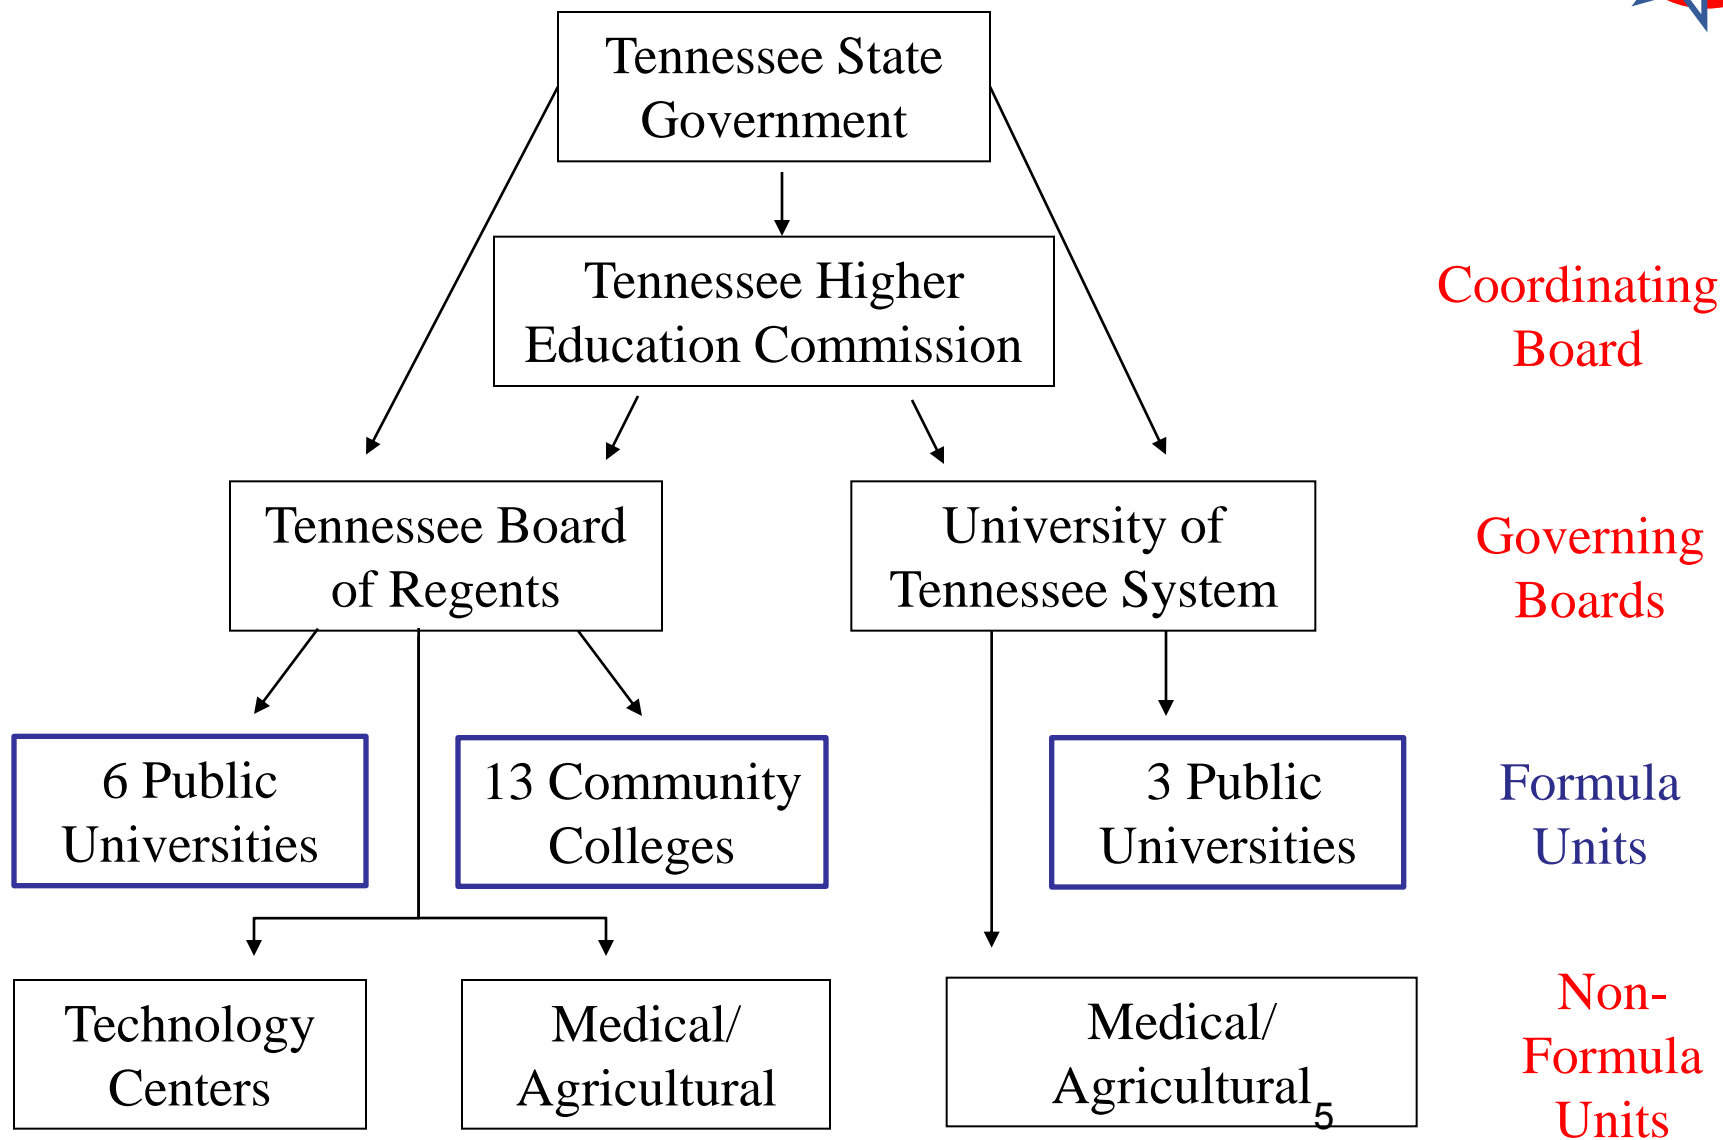 Tennessee State
Government
Tennessee Higher
Education Commission
Coordinating
Board
Tennessee Board
of Regents
University of
Tennessee System
Governing
Boards
6 Public
Universities
13 Community
Colleges
3 Public
Universities
Formula
Units
Technology
Centers
Medical/
Agricultural
Medical/
Agricultural
5
Non-
Formula
Units